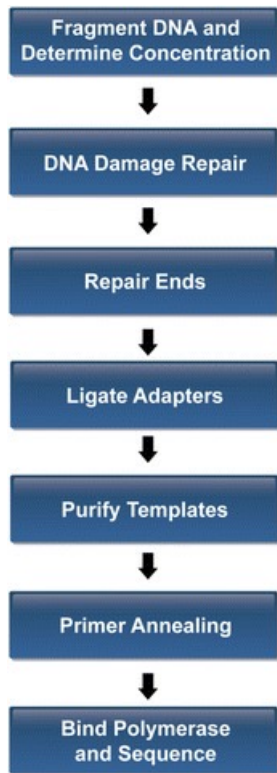 Fragment DNA and
Determine Concentration
DNA Damage Repair
Repair Ends
Ligate Adapters
Purify Templates
Primer Annealing
Bind Polymerase
and Sequence